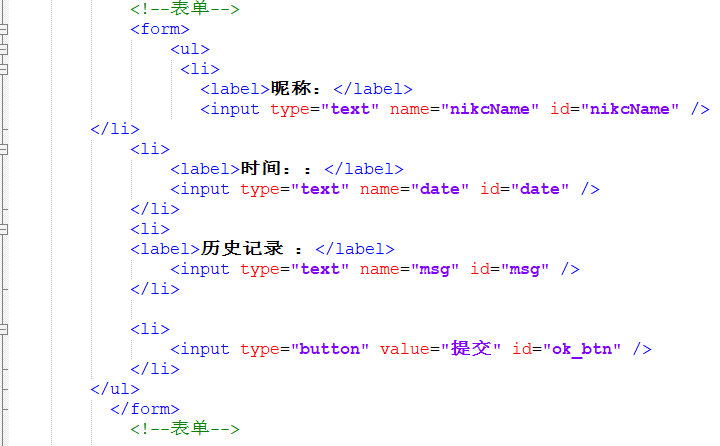 <!--表单-->
<form>
<ul>
<li>
<label>昵称：</label>
<input type="text" name="nikcName" id="nikcName" />
</li>
<li>
<label>时间：：</label>
<input type="text" name="date" id="date" />
</li>
<li>
<label>历史记录 ：</label>
<input type="text" name="msg" id="msg" />
</li>
<li>
<input type="button" value="提交" id="ok_btn" />
</li>
</ul>
</form>
<!--表单-->